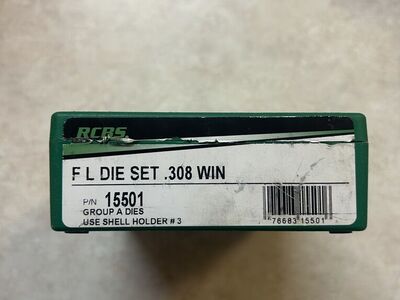 RCBS
F L DIE SET .308 WIN
P/N 15501
GROUP A DIES
USE SHELL HOLDER # 3
76683 15501